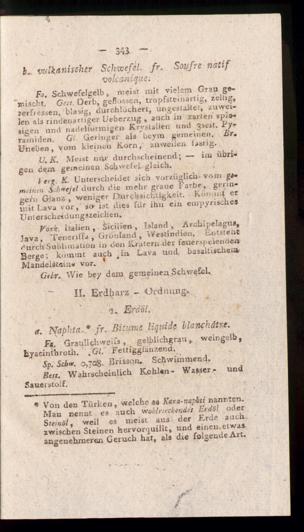 — 343 —
b. vulkanischer Schwefel. fr. Soufre natif
volcanique.
Fa. Schwefelgelb, meist mit vielem Grau ge-
mischt. Gest. Derb, geflossen, tropfsteinartig, zellig,
zerfressen, blasig, durchlöchert, ungestaltet, zuwei-
len als rindenartiger Ueberzug, auch in zarten spie-
sigen und nadelförmigen Krystallen und 3seit. Py-
ramiden. Gl. Geringer als beym gemeinen, Br.
Uneben, vom kleinen Korn, zuweilen fasrig.
U. K. Meist nur durchscheinend; — im übri-
gen dem gemeinen Schwefel gleich.
Verg. K. Unterscheidet sich vorzüglich vom ge-
meinen Schwefel durch die mehr graue Farbe, gerin-
gern Glanz, weniger Durchsichtigkeit. Kommt er
mit Lava vor, so ist dies für ihn ein empyrisches
Unterscheidungszeichen.
Vork. Italien, Sicilien, Island, Archipelagus,
Java, Teneriffa, Grönland, Westindien. Entsteht
durch Sublimation in den Kratern der feuerspeienden
Berge; kommt auch in Lava und basaltischem
Mandelsteine vor.
Gebr. Wie bey dem gemeinen Schwefel.
II. Erdharz - Ordnung.
1. Erdöl.
a. Naphta.* fr. Bitume liquide blanchâtre.
Fa. Graulichweiss, gelblichgrau, weingelb,
hyacinthroth. Gl. Fettigglänzend.
Sp. Schw. 0,708. Brisson. Schwimmend.
Best. Wahrscheinlich Kohlen- Wasser- und
Sauerstoff.
* Von den Türken, welche es Kara-naphti nannten.
Man nennt es auch wohlriechendes Erdöl oder
Steinöl, weil es meist aus der Erde auch
zwischen Steinen hervorquillt, und einen etwas
angenehmeren Geruch hat, als die folgende Art.